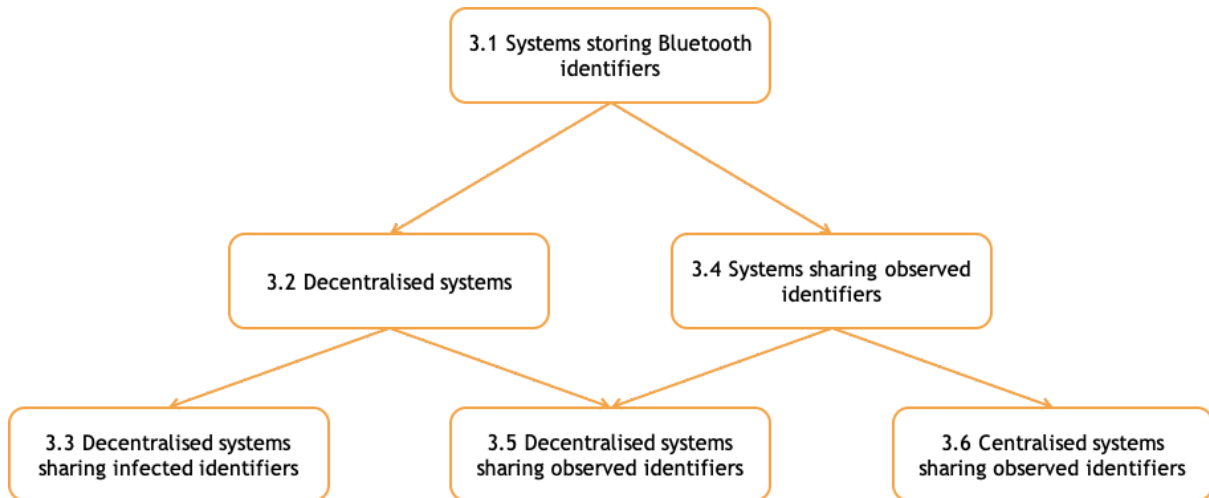 3.1 Systems storing Bluetooth
identifiers
3.2 Decentralised systems
3.4 Systems sharing observed
identifiers
3.3 Decentralised systems
sharing infected identifiers
3.5 Decentralised systems
sharing observed identifiers
3.6 Centralised systems
sharing observed identifiers